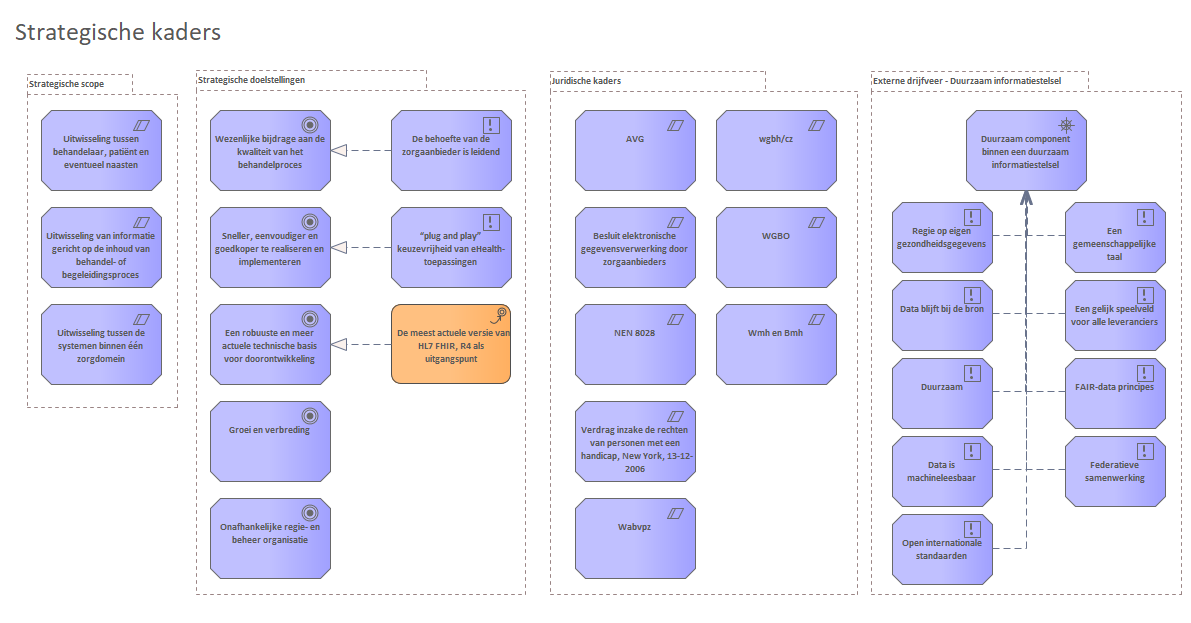 Strategische kaders
Strategische scope
Uitwisseling tussen
behandelaar, patiënt en
eventueel naasten
Uitwisseling van informatie
gericht op de inhoud van
behandel- of
begeleidingsproces
Uitwisseling tussen de
systemen binnen één
zorgdomein
Strategische doelstellingen
Wezenlijke bijdrage aan de
kwaliteit van het
behandelproces
De behoefte van de
zorgaanbieder is leidend
Sneller, eenvoudiger en
goedkoper te realiseren en
implementeren
“plug and play”
keuzevrijheid van eHealth-
toepassingen
Een robuuste en meer
actuele technische basis
voor doorontwikkeling
De meest actuele versie van
HL7 FHIR, R4 als
uitgangspunt
Groei en verbreding
Onafhankelijke regie- en
beheer organisatie
Juridische kaders
AVG
wgbh/cz
Besluit elektronische
gegevensverwerking door
zorgaanbieders
WGBO
NEN 8028
Wmh en Bmh
Verdrag inzake de rechten
van personen met een
handicap, New York, 13-12-
2006
Wabvpz
Externe drijfveer - Duurzaam informatiestelsel
Duurzaam component
binnen een duurzaam
informatiestelsel
Regie op eigen
gezondheidsgegevens
Een
gemeenschappelijke
taal
Data blijft bij de bron
Een gelijk speelveld
voor alle leveranciers
Duurzaam
FAIR-data principes
Data is
machineleesbaar
Federatieve
samenwerking
Open internationale
standaarden